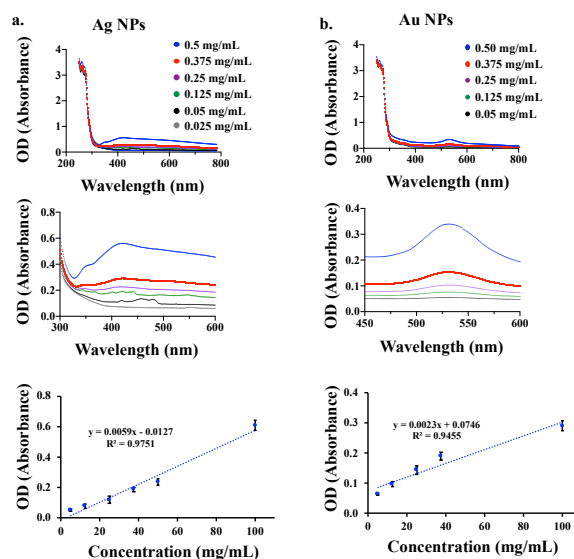 a.
Ag NPs
OD (Absorbance)
4
3
2
1
0
200
400
600
800
Wavelength (nm)
0.5 mg/mL
0.375 mg/mL
0.25 mg/mL
0.125 mg/mL
0.05 mg/mL
0.025 mg/mL
b.
Au NPs
OD (Absorbance)
4
3
2
1
0
200
400
600
800
Wavelength (nm)
0.50 mg/mL
0.375 mg/mL
0.25 mg/mL
0.125 mg/mL
0.05 mg/mL
OD (Absorbance)
0.8
0.6
0.4
0.2
0.0
300
400
500
600
Wavelength (nm)
OD (Absorbance)
0.4
0.3
0.2
0.1
0.0
450
500
550
600
Wavelength (nm)
OD (Absorbance)
0.8
0.6
0.4
0.2
0.0
0
20
40
60
80
100
y = 0.0059x - 0.0127
R² = 0.9751
Concentration (mg/mL)
OD (Absorbance)
0.4
0.3
0.2
0.1
0.0
0
20
40
60
80
100
y = 0.0023x + 0.0746
R² = 0.9455
Concentration (mg/mL)